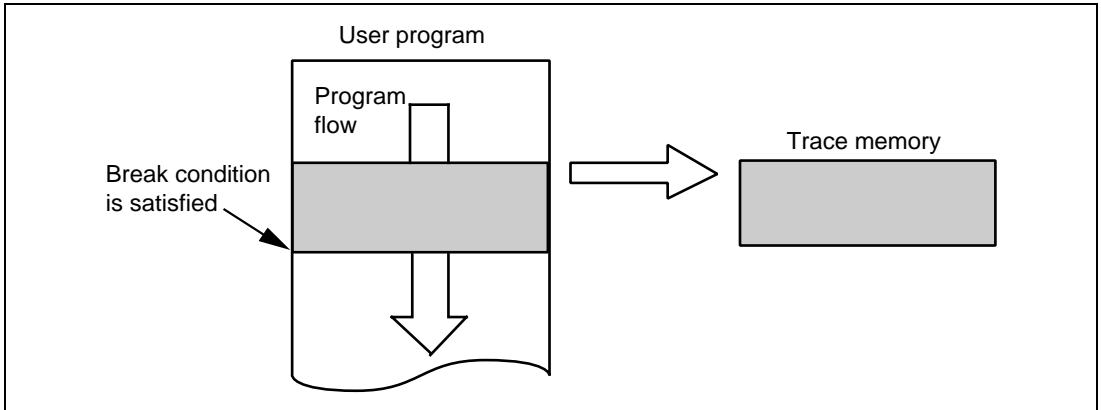 User program
Program
flow
Trace memory
Break condition
is satisfied